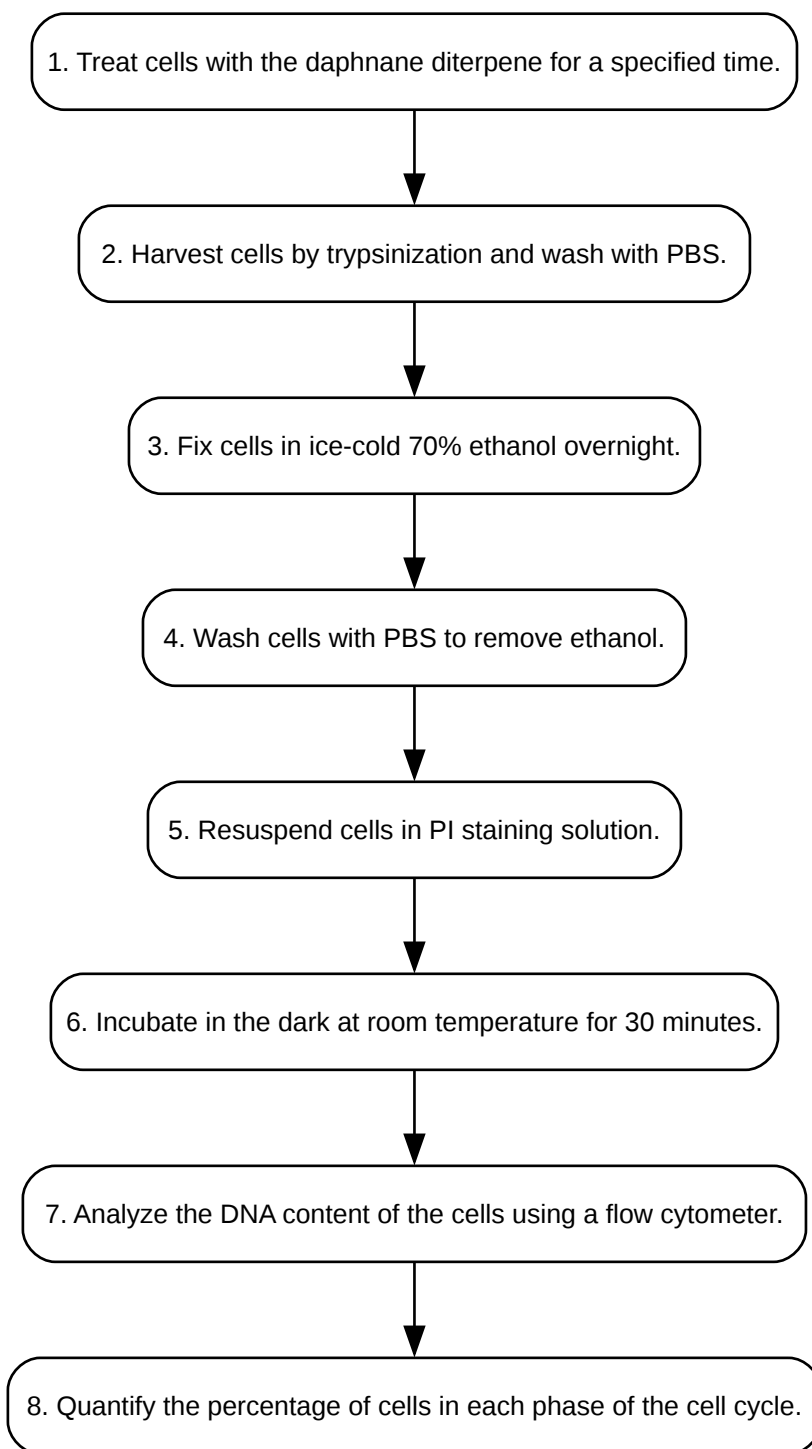 1. Treat cells with the daphnane diterpene for a specified time.
2. Harvest cells by trypsinization and wash with PBS.
3. Fix cells in ice-cold 70% ethanol overnight.
4. Wash cells with PBS to remove ethanol.
5. Resuspend cells in PI staining solution.
6. Incubate in the dark at room temperature for 30 minutes.
7. Analyze the DNA content of the cells using a flow cytometer.
8. Quantify the percentage of cells in each phase of the cell cycle.